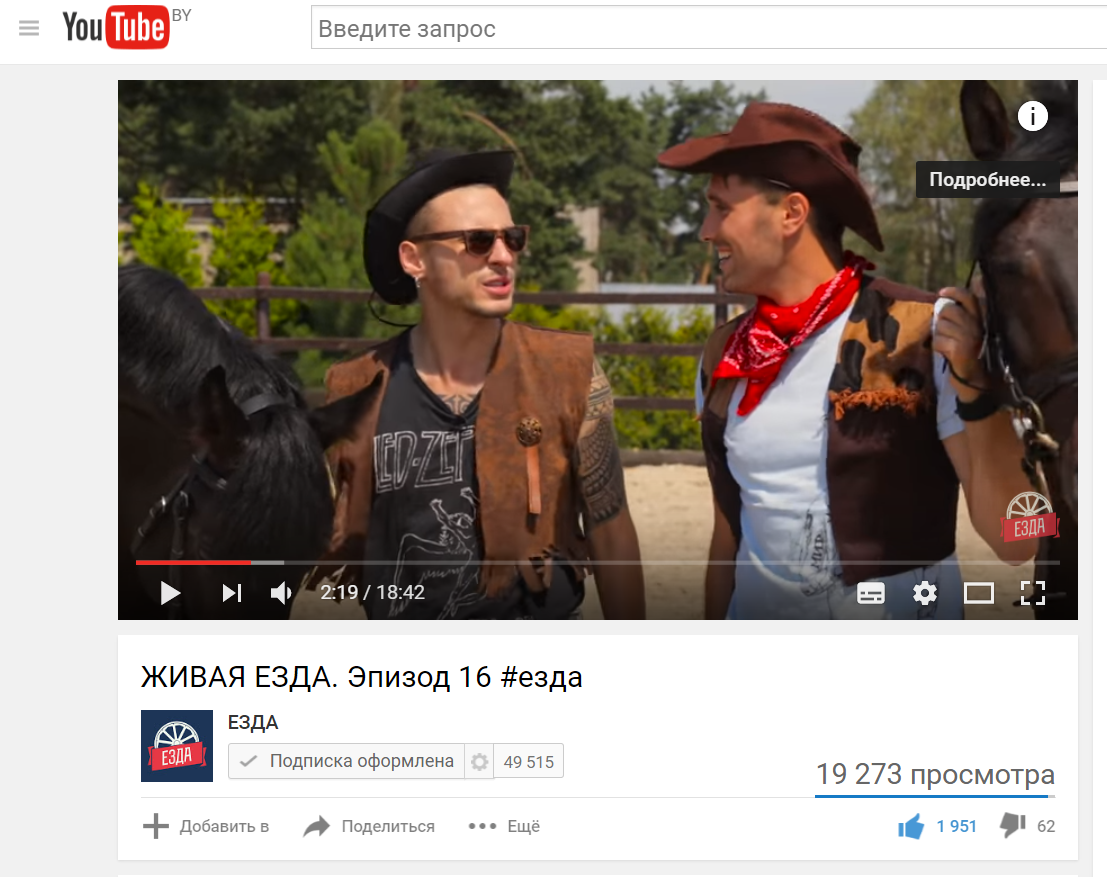 YouTube BY
Введите запрос
i
Подробнее...
LED-ZEP
ЕЗДА
2:19 / 18:42
ЖИВАЯ ЕЗДА. Эпизод 16 #езда
ЕЗДА
ЕЗДА
Подписка оформлена 49 515
19 273 просмотра
Добавить в Поделиться Ещё 1 951 62